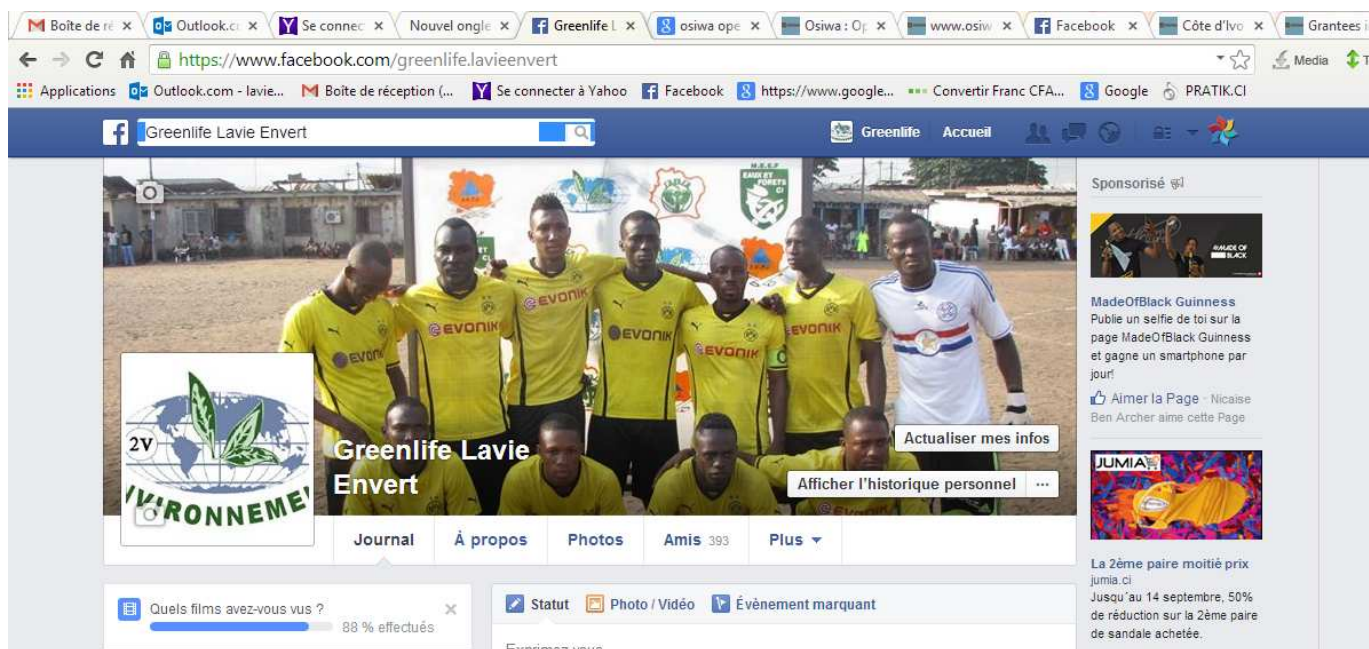 Boîte de ré
Outlook.c
Se connec
Nouvel ongle
Greenlife L
osiwa ope
Osiwa : Op
www.osiw
Facebook
Côte d'Ivo
Grantees i
https://www.facebook.com/greenlife.lavieenvert
Media
Applications
Outlook.com - lavie...
Boîte de réception (...
Se connecter à Yahoo
Facebook
https://www.google...
Convertir Franc CFA...
Google
PRATIK.CI
Greenlife Lavie Envert
Greenlife
Accueil
EAUX ET
FORETS
CI
EVONIK
EVONIK
EVONIK
EVONIK
EVONIK
EVONIK
2V
VIRONNEME
Greenlife Lavie
Envert
Actualiser mes infos
Afficher l'historique personnel ...
Journal
À propos
Photos
Amis 393
Plus
Quels films avez-vous vus ?
88 % effectués
Statut
Photo / Vidéo
Évènement marquant
Exprimez-vous
Sponsorisé
#MADE OF
BLACK
MadeOfBlack Guinness
Publie un selfie de toi sur la
page MadeOfBlack Guinness
et gagne un smartphone par
jour!
Aimer la Page · Nicaise
Ben Archer aime cette Page
JUMIA
La 2ème paire moitié prix
jumia.ci
Jusqu'au 14 septembre, 50%
de réduction sur la 2ème paire
de sandale achetée.